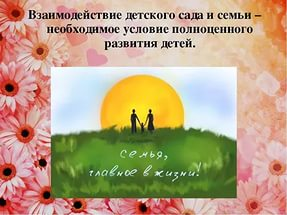 Взаимодействие детского сада и семьи –
необходимое условие полноценного
развития детей.
семья,
главное в жизни!